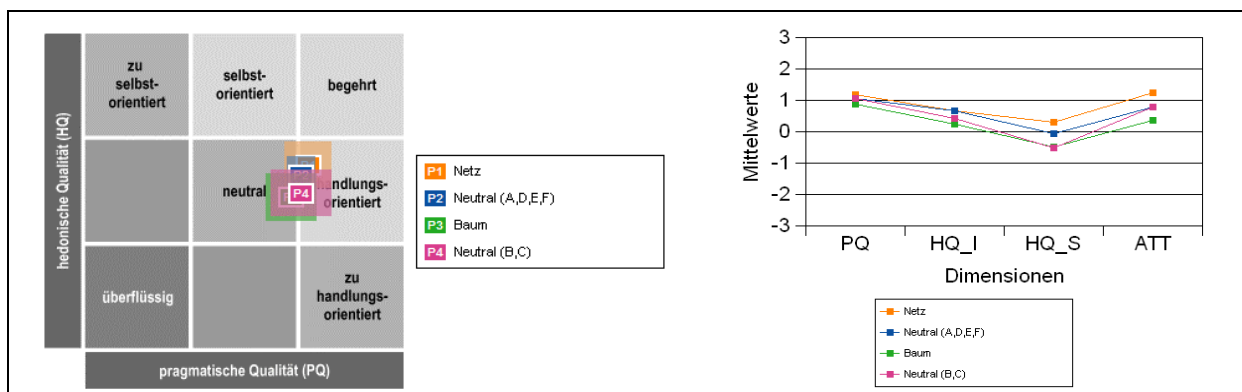 hedonische Qualität (HQ)
zu
selbst-
orientiert
selbst-
orientiert
begehrt
neutral
handlungs-
orientiert
überflüssig
zu
handlungs-
orientiert
P4
pragmatische Qualität (PQ)
P1 Netz
P2 Neutral (A,D,E,F)
P3 Baum
P4 Neutral (B,C)
Mittelwerte
3
2
1
0
-1
-2
-3
PQ HQ_I HQ_S ATT
Dimensionen
Netz
Neutral (A,D,E,F)
Baum
Neutral (B,C)